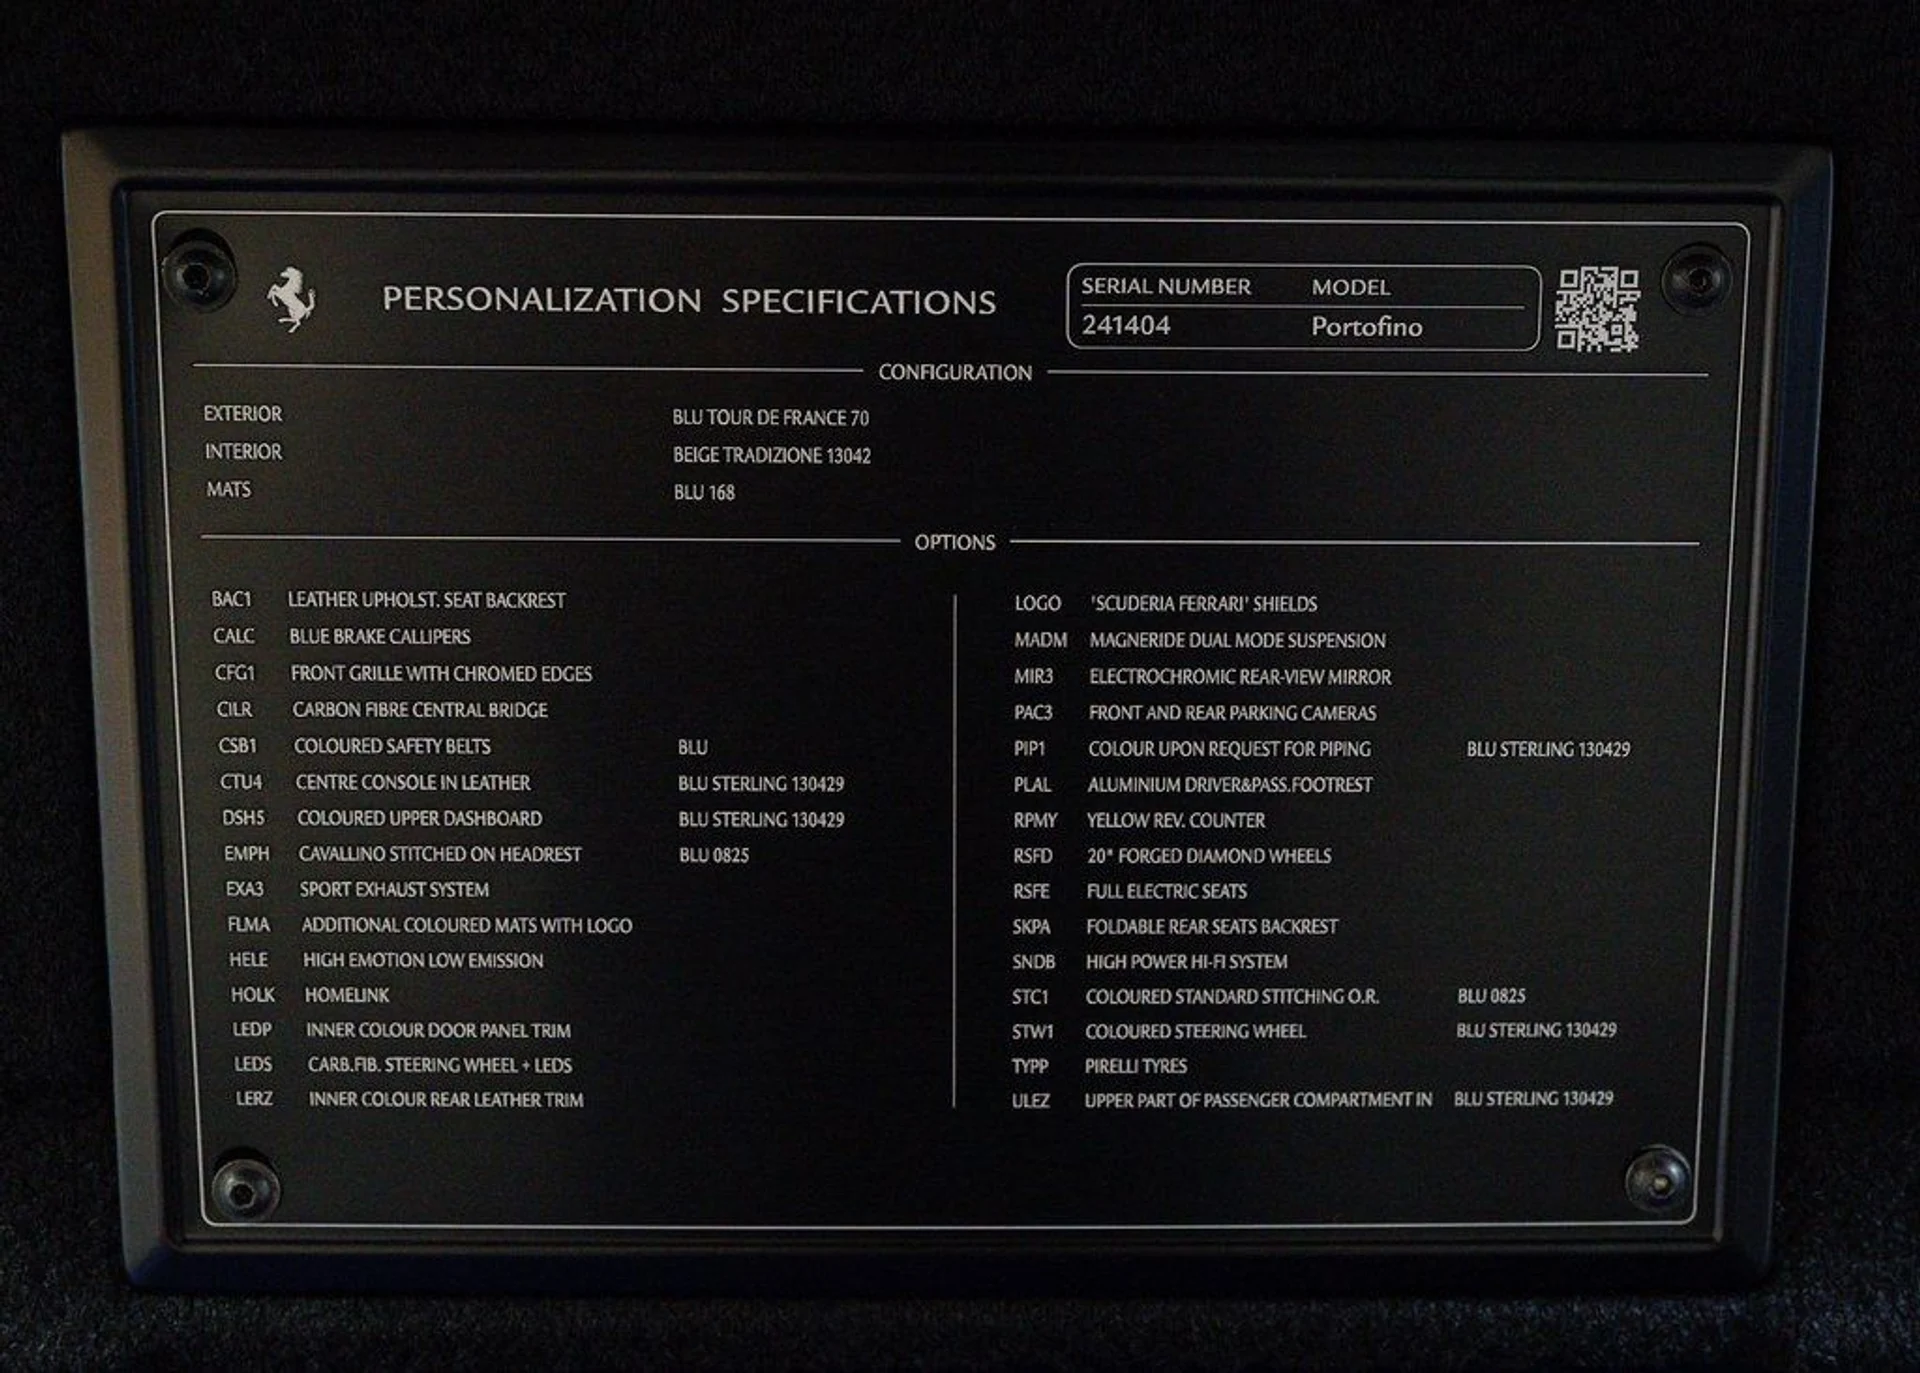 PERSONALIZATION SPECIFICATIONS
SERIAL NUMBER MODEL
241404 Portofino
CONFIGURATION
EXTERIOR BLU TOUR DE FRANCE 70
INTERIOR BEIGE TRADIZIONE 13042
MATS BLU 168
OPTIONS
BAC1 LEATHER UPHOLST. SEAT BACKREST
CALC BLUE BRAKE CALLIPERS
CFG1 FRONT GRILLE WITH CHROMED EDGES
CILR CARBON FIBRE CENTRAL BRIDGE
CSB1 COLOURED SAFETY BELTS BLU
CTU4 CENTRE CONSOLE IN LEATHER BLU STERLING 130429
DSH5 COLOURED UPPER DASHBOARD BLU STERLING 130429
EMPH CAVALLINO STITCHED ON HEADREST BLU 0825
EXA3 SPORT EXHAUST SYSTEM
FLMA ADDITIONAL COLOURED MATS WITH LOGO
HELE HIGH EMOTION LOW EMISSION
HOLK HOMELINK
LEDP INNER COLOUR DOOR PANEL TRIM
LEDS CARB.FIB. STEERING WHEEL + LEDS
LERZ INNER COLOUR REAR LEATHER TRIM
LOGO 'SCUDERIA FERRARI' SHIELDS
MADM MAGNERIDE DUAL MODE SUSPENSION
MIR3 ELECTROCHROMIC REAR-VIEW MIRROR
PAC3 FRONT AND REAR PARKING CAMERAS
PIP1 COLOUR UPON REQUEST FOR PIPING BLU STERLING 130429
PLAL ALUMINIUM DRIVER&PASS.FOOTREST
RPMY YELLOW REV. COUNTER
RSFD 20" FORGED DIAMOND WHEELS
RSFE FULL ELECTRIC SEATS
SKPA FOLDABLE REAR SEATS BACKREST
SNDB HIGH POWER HI-FI SYSTEM
STC1 COLOURED STANDARD STITCHING O.R. BLU 0825
STW1 COLOURED STEERING WHEEL BLU STERLING 130429
TYPP PIRELLI TYRES
ULEZ UPPER PART OF PASSENGER COMPARTMENT IN BLU STERLING 130429